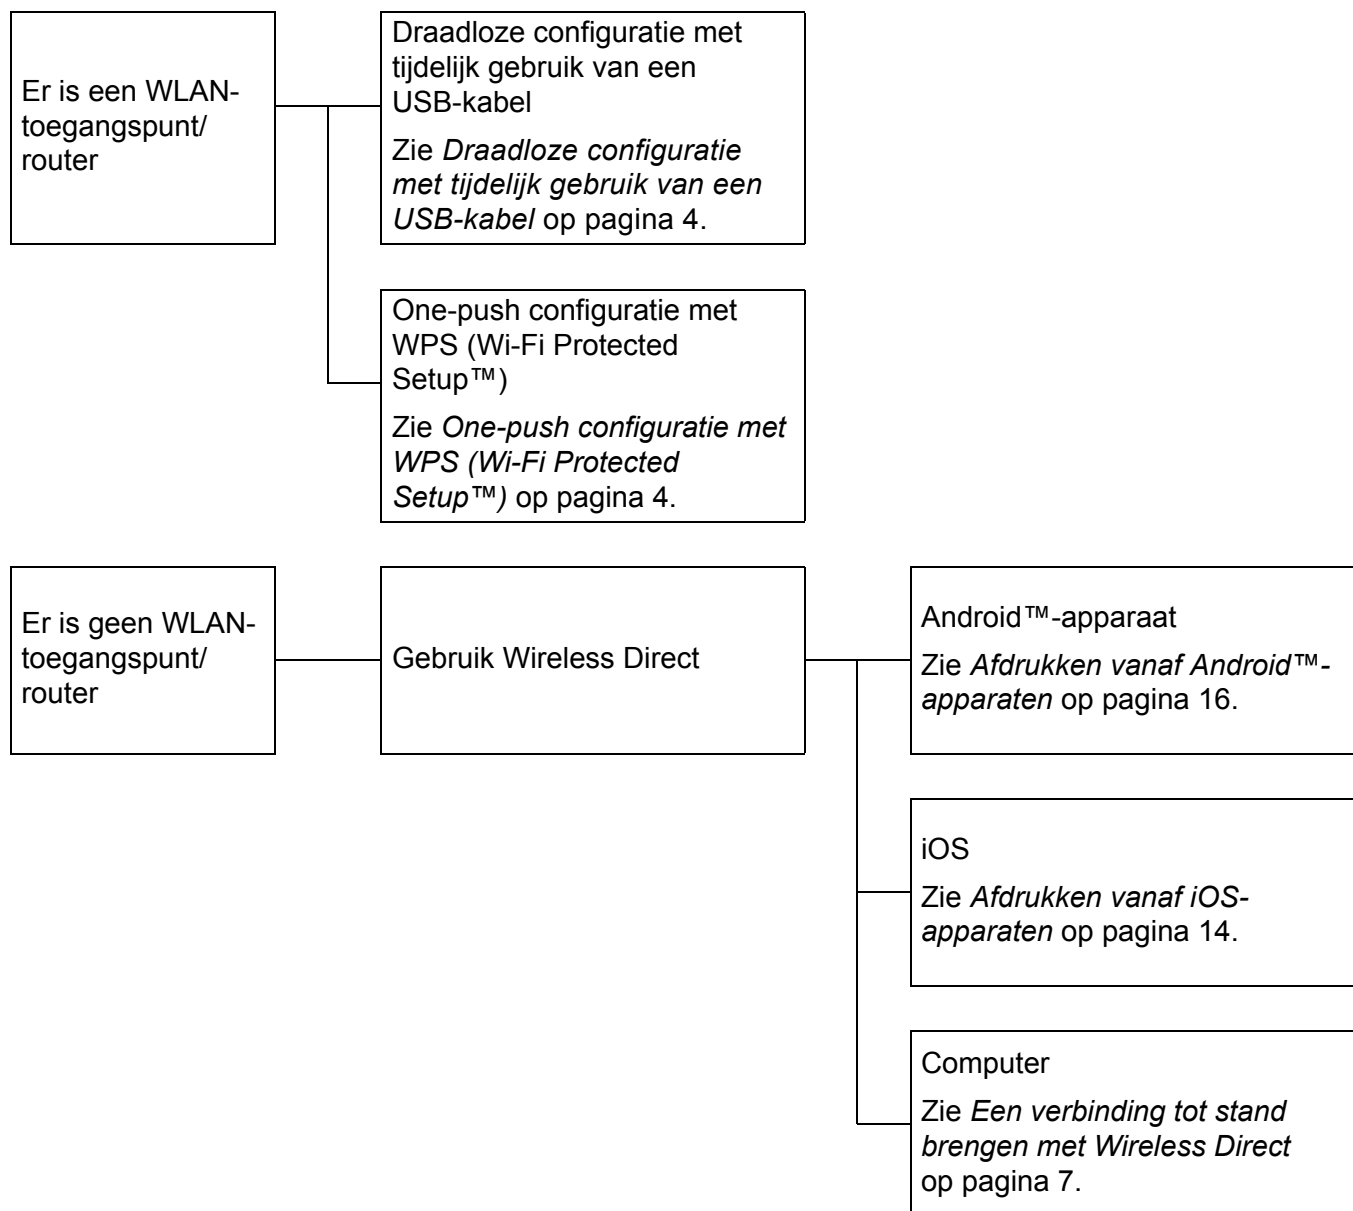 Er is een WLAN-
toegangspunt/
router
Draadloze configuratie met
tijdelijk gebruik van een
USB-kabel
Zie Draadloze configuratie
met tijdelijk gebruik van een
USB-kabel op pagina 4.
One-push configuratie met
WPS (Wi-Fi Protected
Setup™)
Zie One-push configuratie met
WPS (Wi-Fi Protected
Setup™) op pagina 4.
Er is geen WLAN-
toegangspunt/
router
Gebruik Wireless Direct
Android™-apparaat
Zie Afdrukken vanaf Android™-
apparaten op pagina 16.
iOS
Zie Afdrukken vanaf iOS-
apparaten op pagina 14.
Computer
Zie Een verbinding tot stand
brengen met Wireless Direct
op pagina 7.